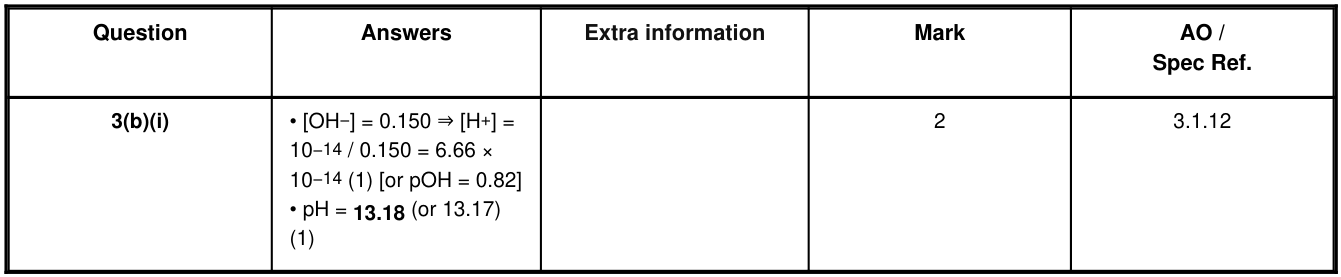 Question Answers Extra information Mark AO /
Spec Ref.
3(b)(i) • [OH–] = 0.150 ⇒ [H+] = 2 3.1.12
10–14 / 0.150 = 6.66 ×
10–14 (1) [or pOH = 0.82]
• pH = 13.18 (or 13.17)
(1)